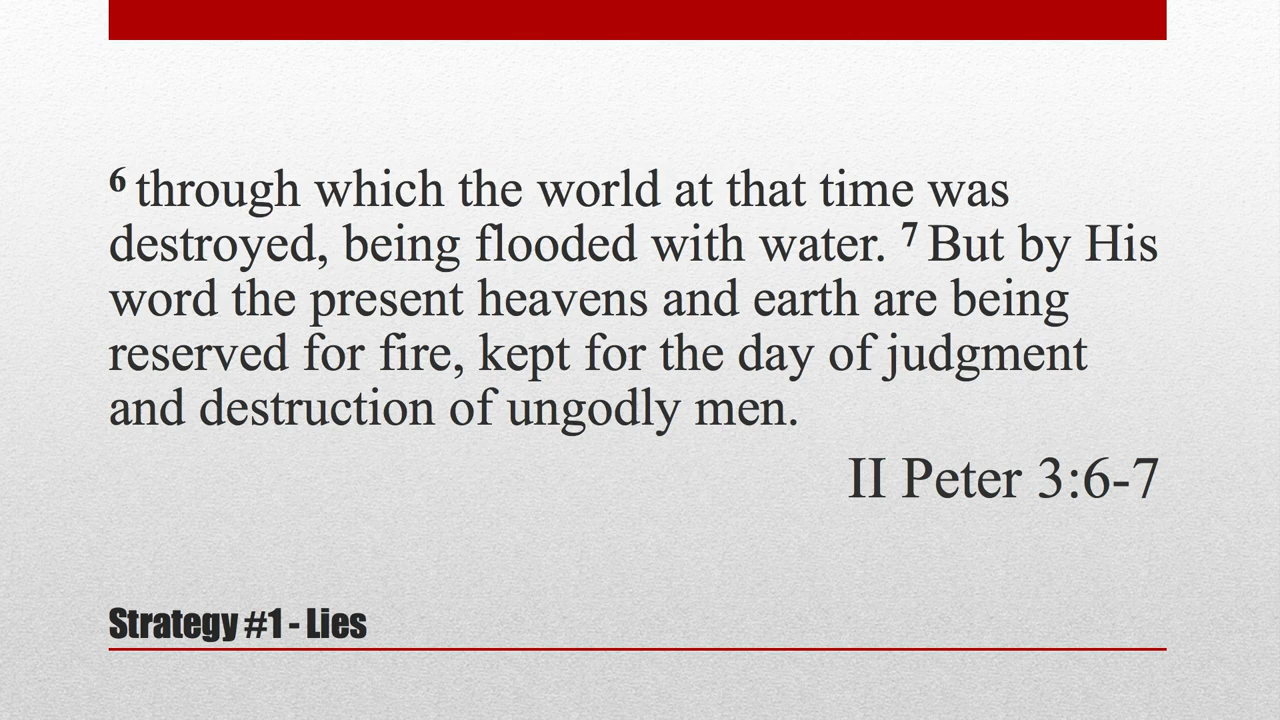 6 through which the world at that time was
destroyed, being flooded with water. 7 But by His
word the present heavens and earth are being
reserved for fire, kept for the day of judgment
and destruction of ungodly men.
II Peter 3:6-7
Strategy #1 - Lies